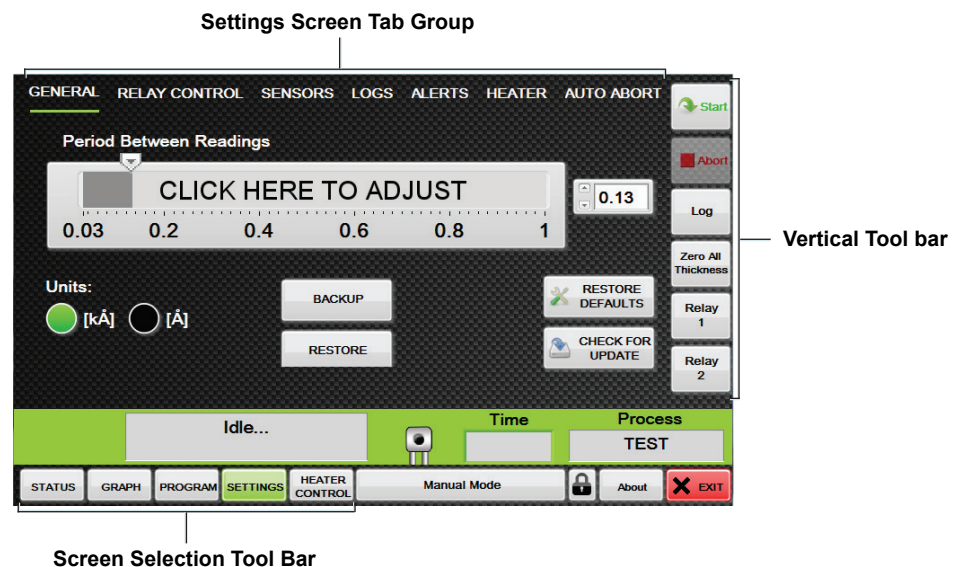 Settings Screen Tab Group
GENERAL RELAY CONTROL SENSORS LOGS ALERTS HEATER AUTO ABORT
Start
Period Between Readings
Abort
CLICK HERE TO ADJUST
0.13
Log
0.03 0.2 0.4 0.6 0.8 1
Vertical Tool bar
Zero All
Thickness
Units:
[kÅ] [Å]
BACKUP
RESTORE
DEFAULTS
Relay
1
RESTORE
CHECK FOR
UPDATE
Relay
2
Idle...
Time
Process
TEST
STATUS GRAPH PROGRAM SETTINGS HEATER
CONTROL
Manual Mode
About
EXIT
Screen Selection Tool Bar